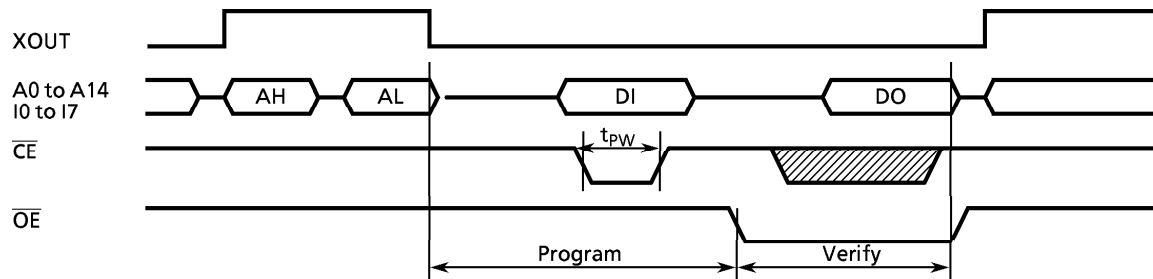 XOUT
A0 to A14
I0 to I7
AH AL DI DO
tPW
CE
OE
Program Verify